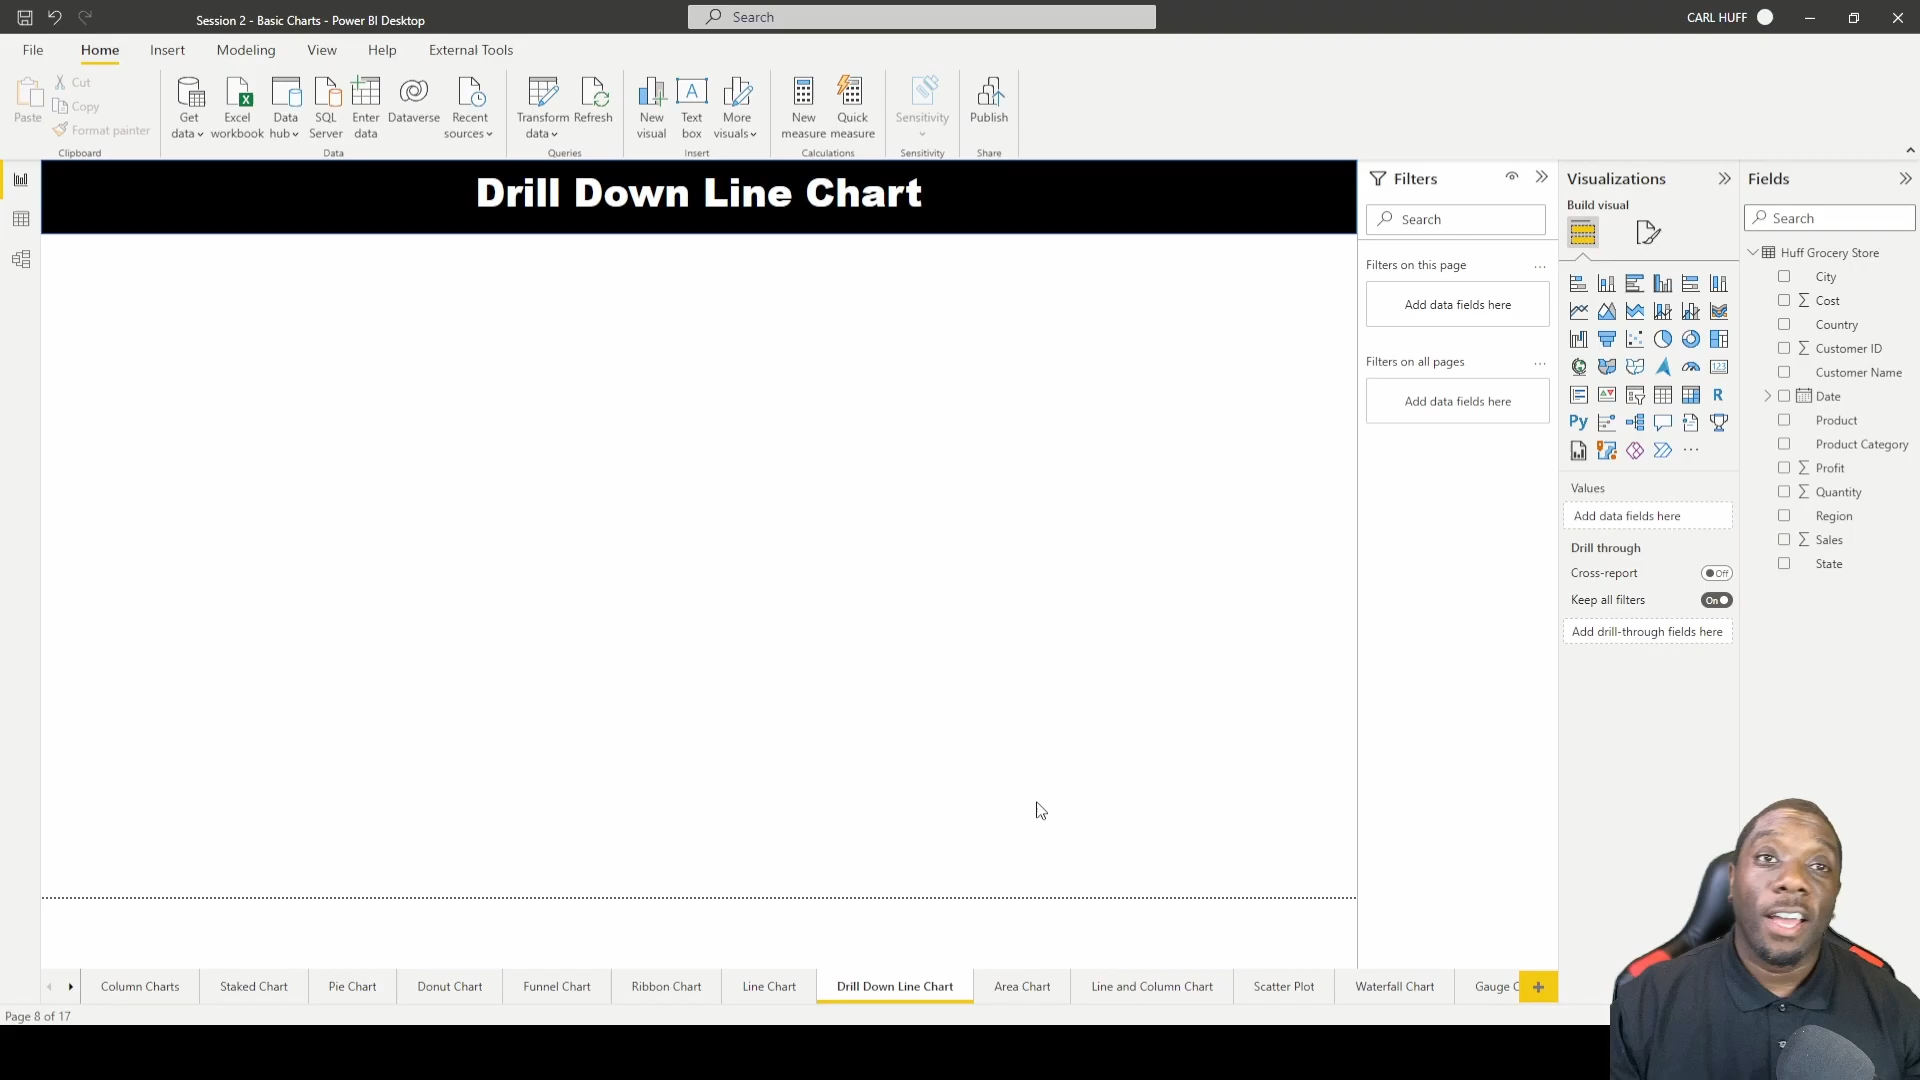 Session 2 - Basic Charts - Power BI Desktop
Search
CARL HUFF
File Home Insert Modeling View Help External Tools
Paste
Cut
Copy
Format painter
Clipboard
Get data
Excel workbook
Data hub
SQL Server
Enter data
Dataverse
Recent sources
Data
Transform data
Refresh
Queries
New visual
Text box
More visuals
Insert
New measure
Quick measure
Calculations
Sensitivity
Sensitivity
Publish
Share
Drill Down Line Chart
Filters
Search
Filters on this page
...
Add data fields here
Filters on all pages
...
Add data fields here
Visualizations
Build visual
123
R
Py
...
Values
Add data fields here
Drill through
Cross-report
Off
Keep all filters
On
Add drill-through fields here
Fields
Search
Huff Grocery Store
City
Σ Cost
Country
Σ Customer ID
Customer Name
Date
Product
Product Category
Σ Profit
Σ Quantity
Region
Σ Sales
State
Column Charts
Staked Chart
Pie Chart
Donut Chart
Funnel Chart
Ribbon Chart
Line Chart
Drill Down Line Chart
Area Chart
Line and Column Chart
Scatter Plot
Waterfall Chart
Gauge C
+
Page 8 of 17